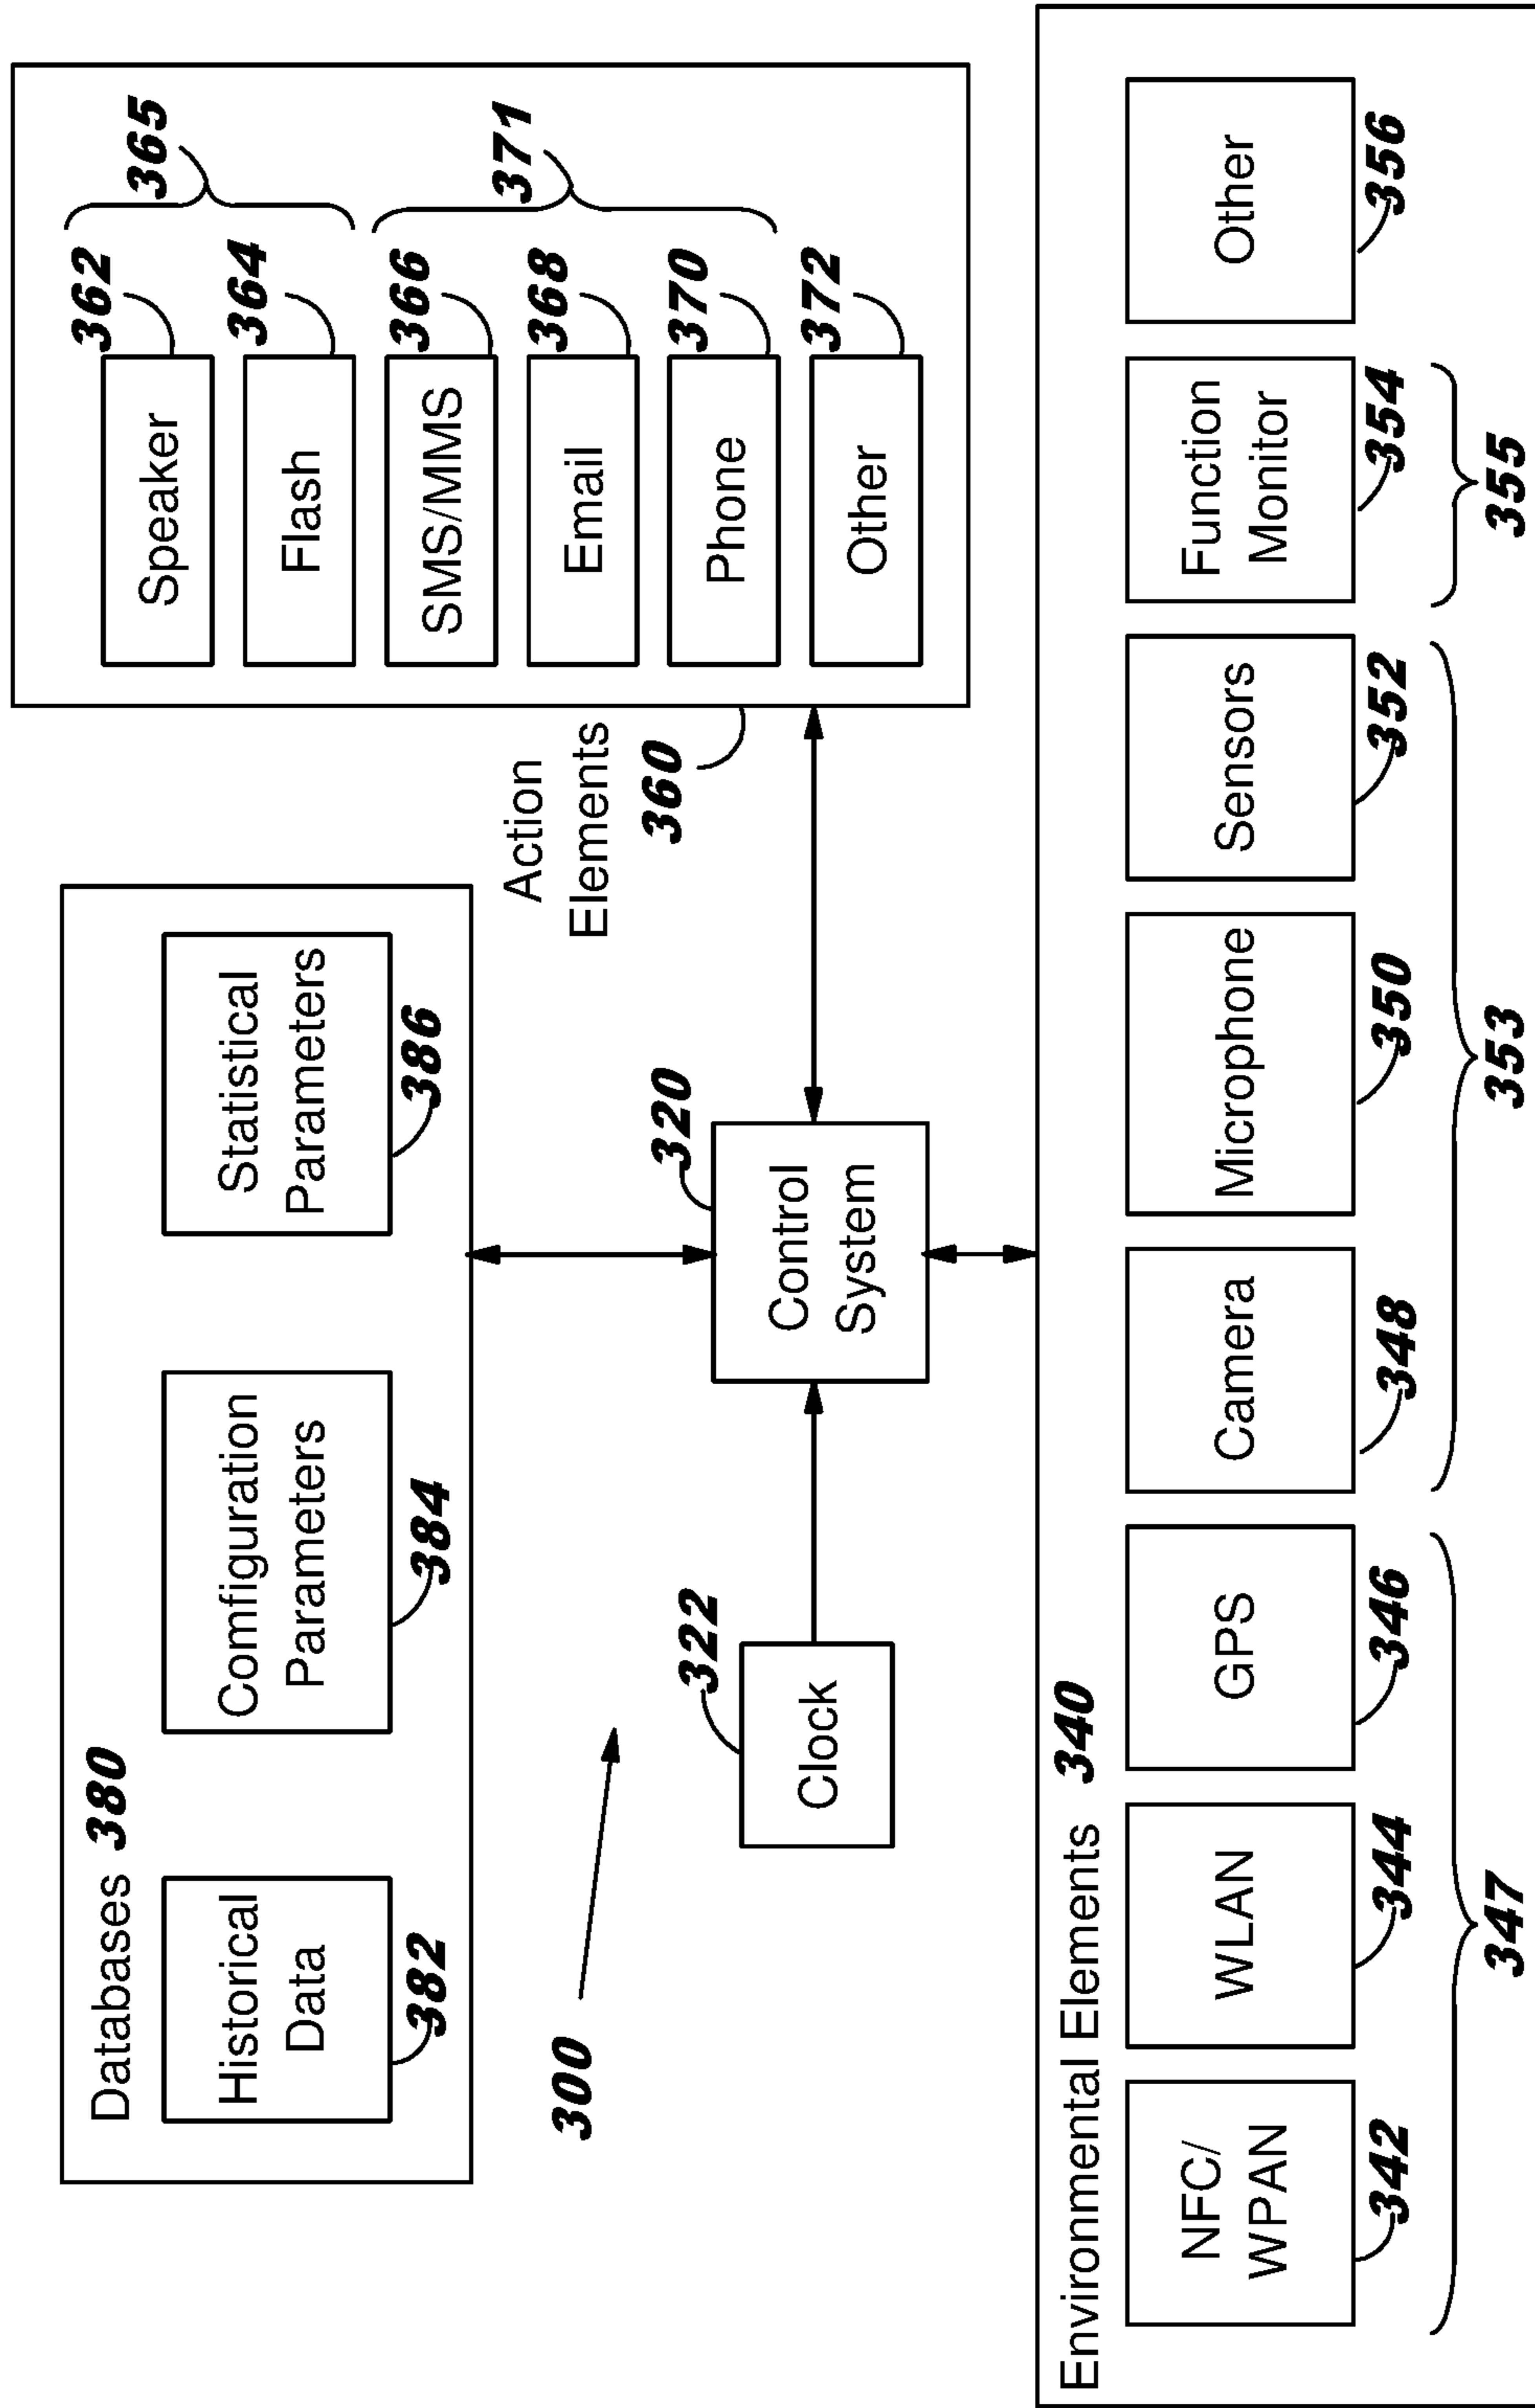 Databases 380
Historical
Data
382
Comfiguration
Parameters
384
Statistical
Parameters
386
Action
Elements
360
Speaker
362
Flash
364
365
SMS/MMS
366
Email
368
Phone
370
371
Other
372
300
Clock
322
Control
System
320
Environmental Elements 340
NFC/
WPAN
342
WLAN
344
GPS
346
347
Camera
348
Microphone
350
Sensors
352
353
Function
Monitor
354
355
Other
356